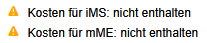 Kosten für iMS: nicht enthalten
Kosten für mME: nicht enthalten